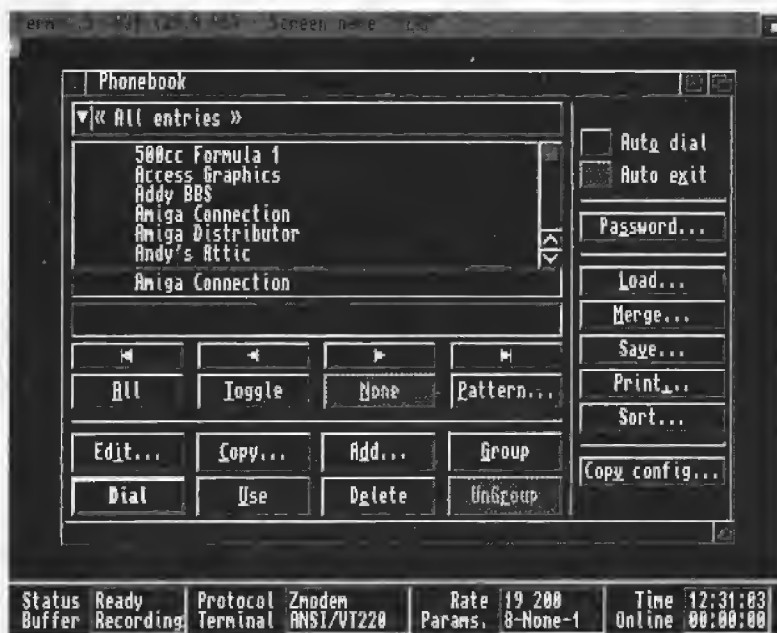 Screen name
Phonebook
« All entries »
500cc Formula 1
Access Graphics
Addy BBS
Amiga Connection
Amiga Distributor
Andy's Attic
Amiga Connection
All Toggle None Pattern...
Edit... Copy... Add... Group
Dial Use Delete UnGroup
Auto dial
Auto exit
Password...
Load...
Merge...
Save...
Print...
Sort...
Copy config...
Status Ready Protocol Zmodem Rate 19 200 Time 12:31:03
Buffer Recording Terminal ANSI/VT220 Params. 8-None-1 Online 00:00:00